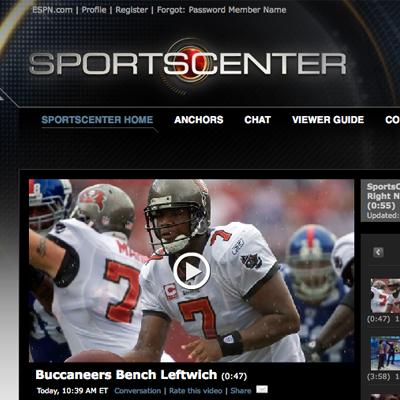 ESPN.com | Profile | Register | Forgot: Password Member Name
SPORTSCENTER
SPORTSCENTER HOME ANCHORS CHAT VIEWER GUIDE CO
SportsC
Right N
(0:55)
Updated:
7
7
(0:47) 1
(3:58) 1
Buccaneers Bench Leftwich (0:47)
Today, 10:39 AM ET Conversation | Rate this video | Share